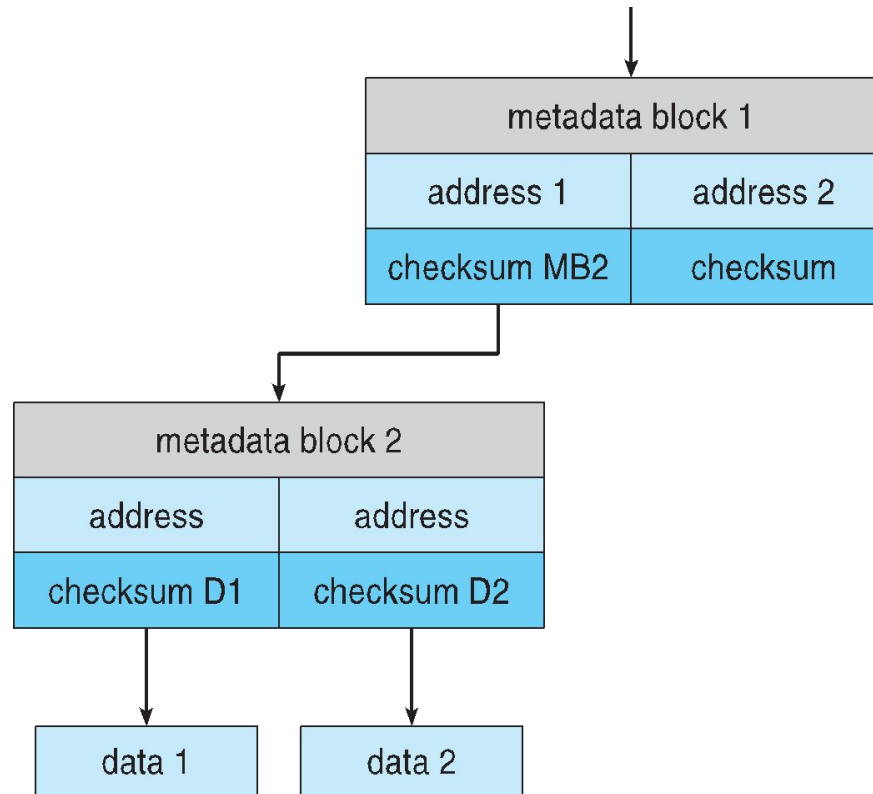 metadata block 1
address 1
address 2
checksum MB2
checksum
metadata block 2
address
address
checksum D1
checksum D2
data 1
data 2